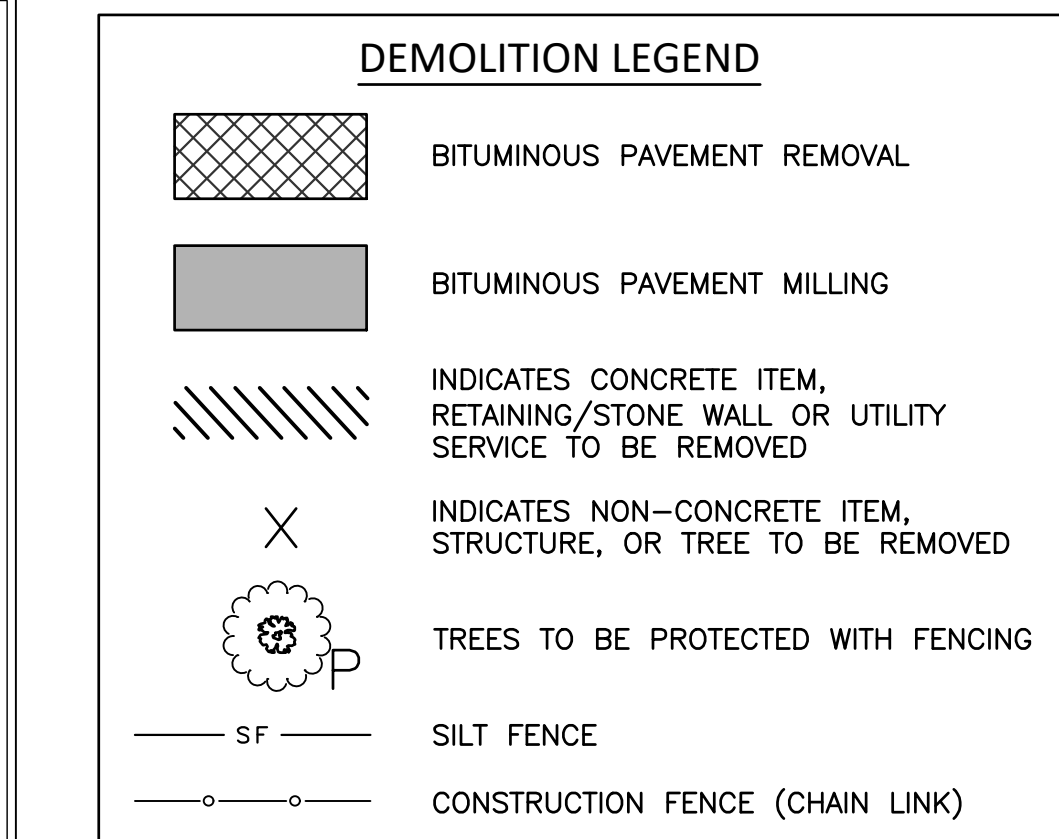 DEMOLITION LEGEND
BITUMINOUS PAVEMENT REMOVAL
BITUMINOUS PAVEMENT MILLING
INDICATES CONCRETE ITEM,
RETAINING/STONE WALL OR UTILITY
SERVICE TO BE REMOVED
X
INDICATES NON-CONCRETE ITEM,
STRUCTURE, OR TREE TO BE REMOVED
P
TREES TO BE PROTECTED WITH FENCING
SF
SILT FENCE
CONSTRUCTION FENCE (CHAIN LINK)